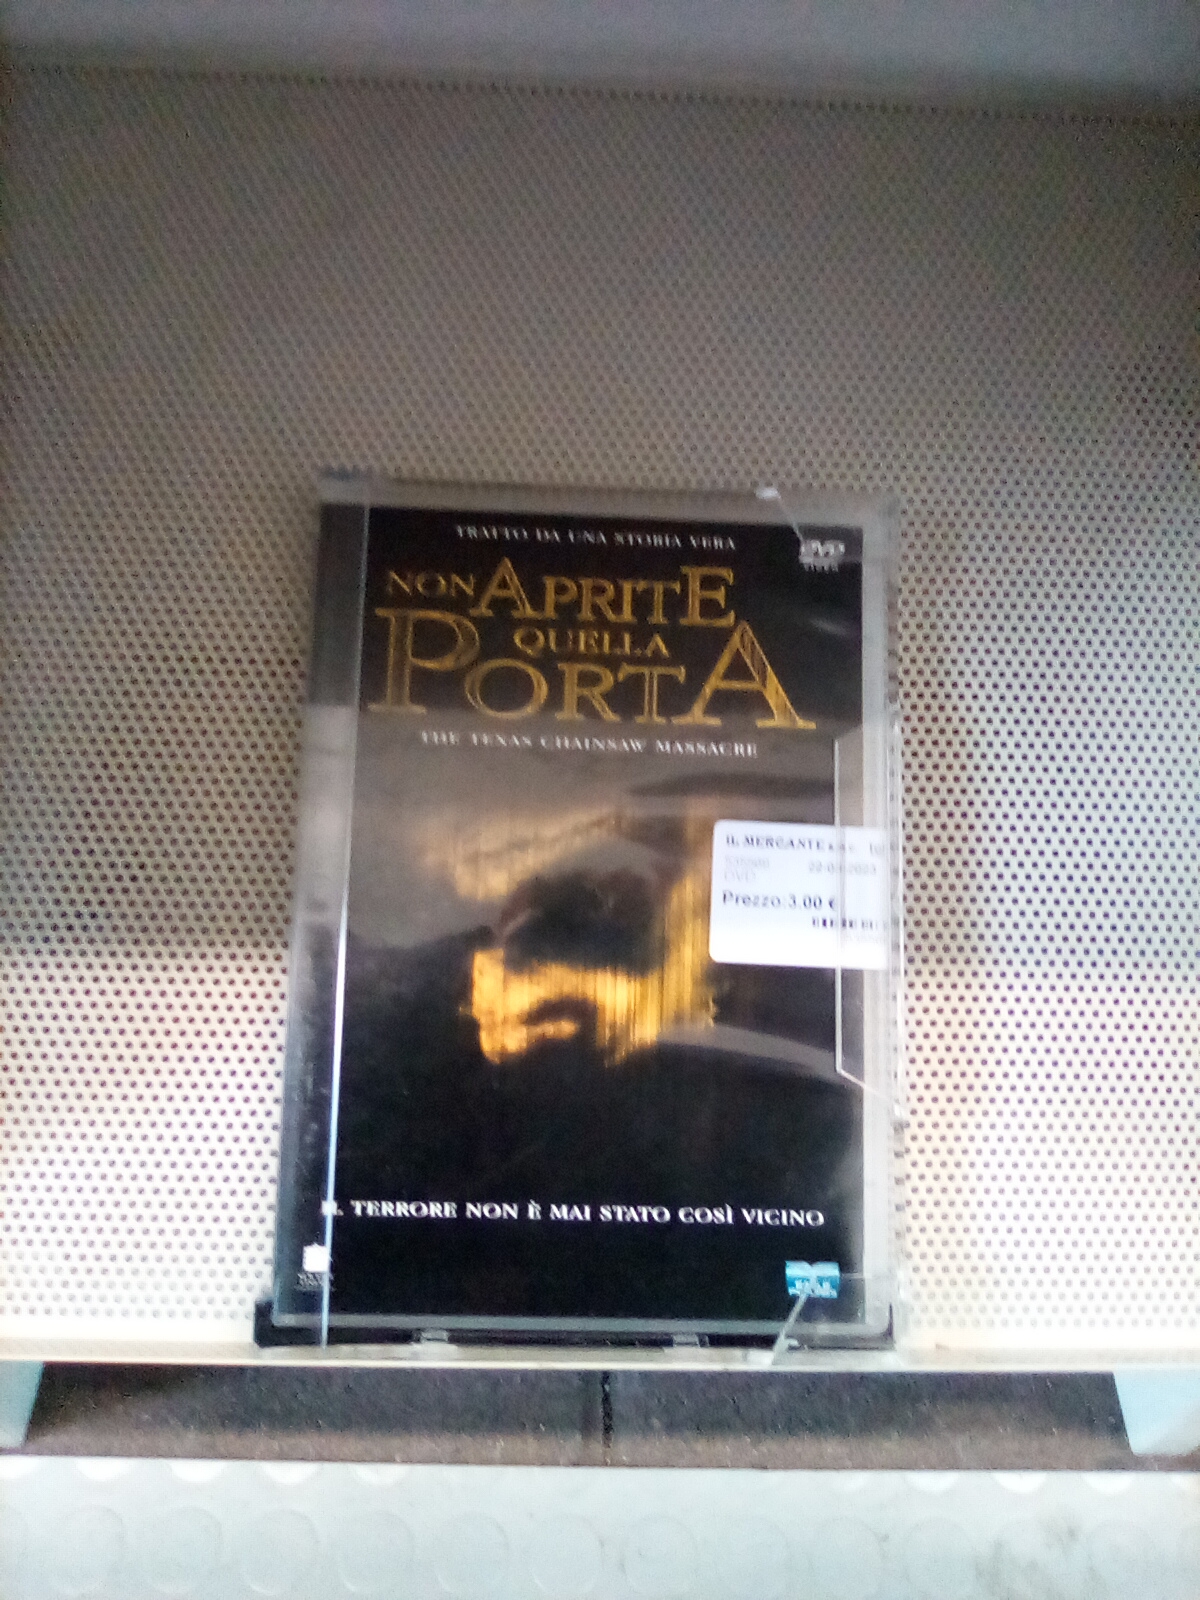 TRATTO DA UNA STORIA VERA
DVD
VIDEO
NON APRITE
QUELLA
PORTA
THE TEXAS CHAINSAW MASSACRE
IL MERCANTE
DVD
Prezzo:3.00 €
IL TERRORE NON È MAI STATO COSÌ VICINO